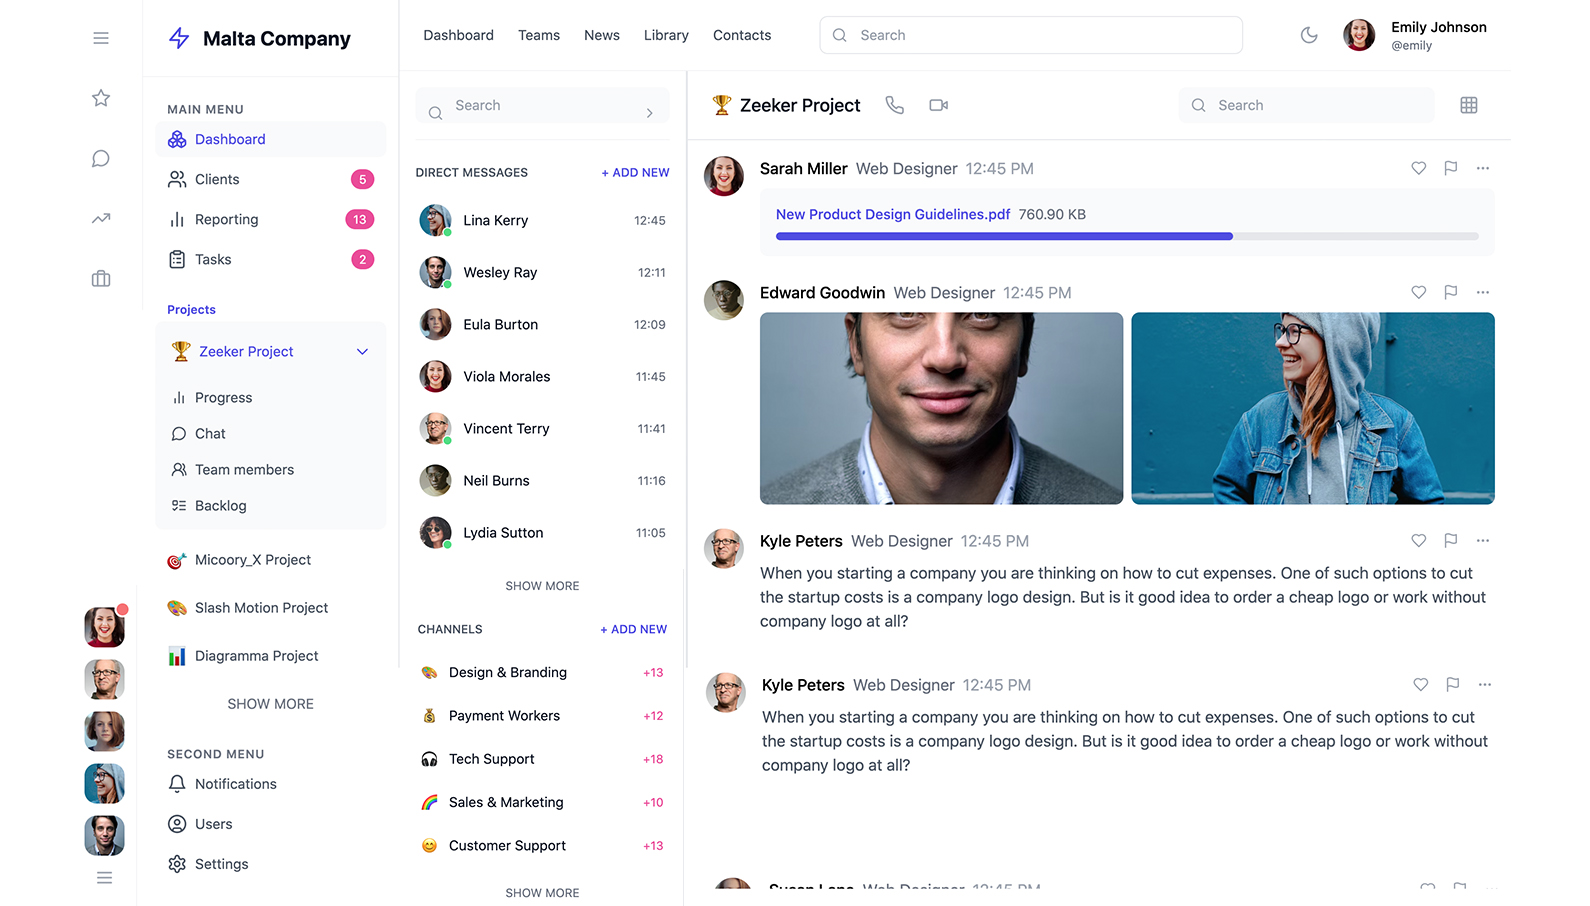 Malta Company
MAIN MENU
Dashboard
Clients 5
Reporting 13
Tasks 2
Projects
Zeeker Project
Progress
Chat
Team members
Backlog
Micoory_X Project
Slash Motion Project
Diagramma Project
SHOW MORE
SECOND MENU
Notifications
Users
Settings
Dashboard Teams News Library Contacts
Search
Emily Johnson
@emily
Search
DIRECT MESSAGES + ADD NEW
Lina Kerry 12:45
Wesley Ray 12:11
Eula Burton 12:09
Viola Morales 11:45
Vincent Terry 11:41
Neil Burns 11:16
Lydia Sutton 11:05
SHOW MORE
CHANNELS + ADD NEW
Design & Branding +13
Payment Workers +12
Tech Support +18
Sales & Marketing +10
Customer Support +13
SHOW MORE
Zeeker Project
Search
Sarah Miller Web Designer 12:45 PM
New Product Design Guidelines.pdf 760.90 KB
Edward Goodwin Web Designer 12:45 PM
Kyle Peters Web Designer 12:45 PM
When you starting a company you are thinking on how to cut expenses. One of such options to cut
the startup costs is a company logo design. But is it good idea to order a cheap logo or work without
company logo at all?
Kyle Peters Web Designer 12:45 PM
When you starting a company you are thinking on how to cut expenses. One of such options to cut
the startup costs is a company logo design. But is it good idea to order a cheap logo or work without
company logo at all?
Web Designer 12:45 PM